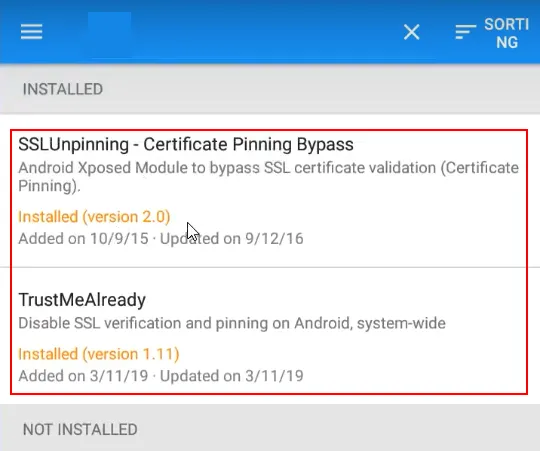 SORTI
NG
INSTALLED
SSLUnpinning - Certificate Pinning Bypass
Android Xposed Module to bypass SSL certificate validation (Certificate
Pinning).
Installed (version 2.0)
Added on 10/9/15 · Updated on 9/12/16
TrustMeAlready
Disable SSL verification and pinning on Android, system-wide
Installed (version 1.11)
Added on 3/11/19 · Updated on 3/11/19
NOT INSTALLED